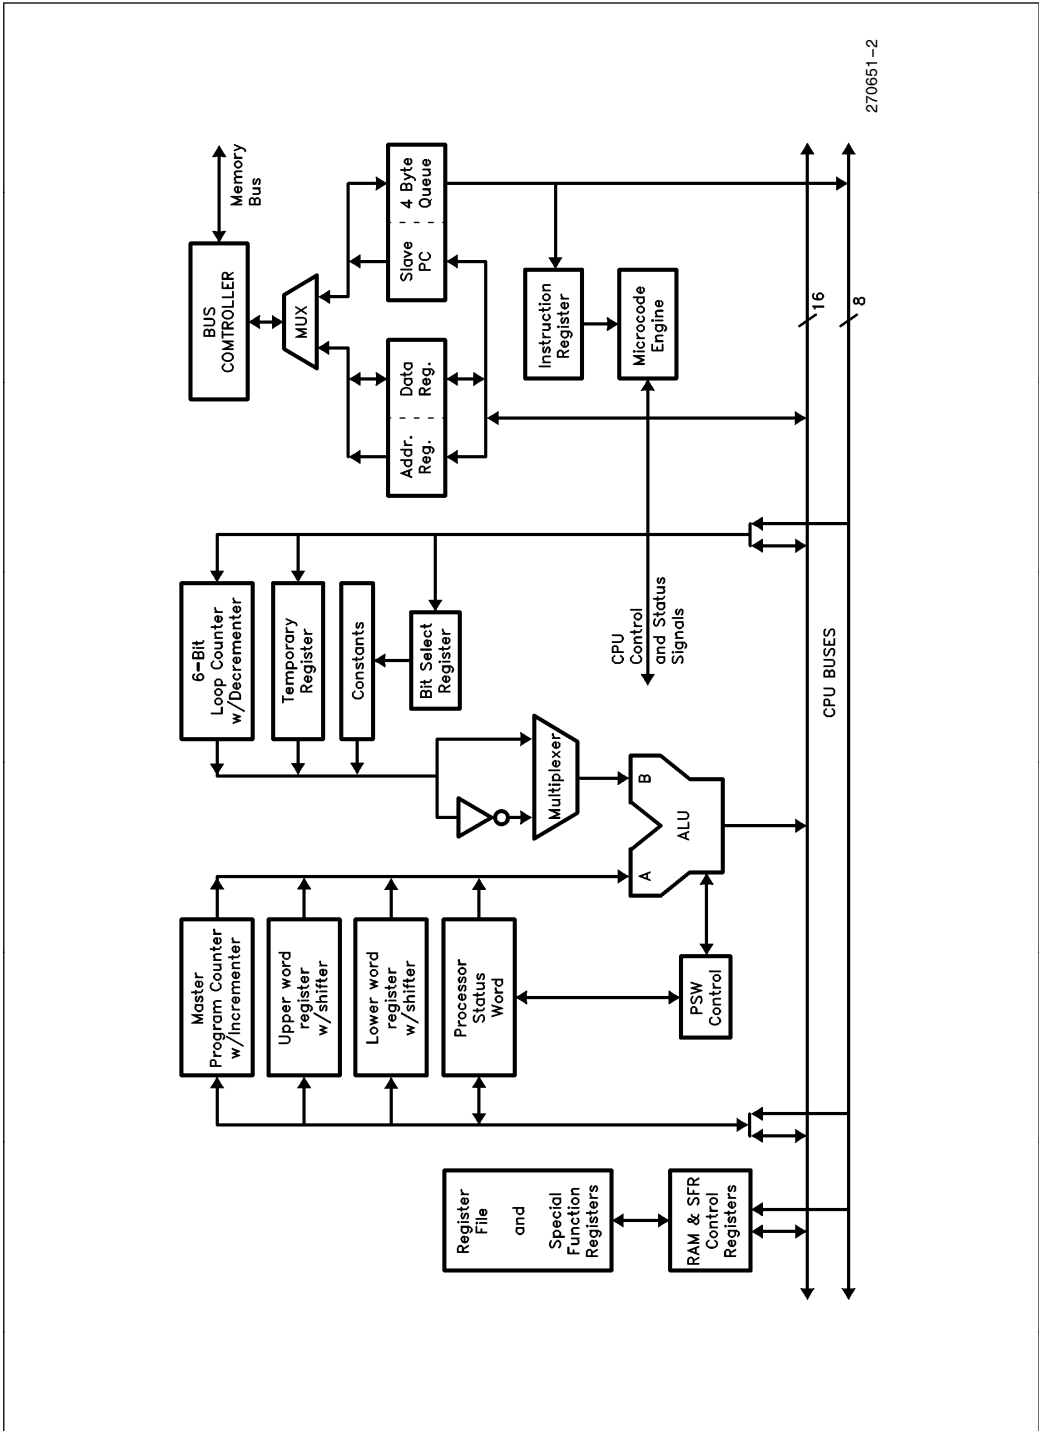 Register
File
and
Special
Function
Registers
RAM & SFR
Control
Registers
Master
Program Counter
w/Incrementer
Upper word
register
w/shifter
Lower word
register
w/shifter
Processor
Status
Word
PSW
Control
A
B
ALU
Multiplexer
6-Bit
Loop Counter
w/Decrementer
Temporary
Register
Constants
Bit Select
Register
CPU
Control
and Status
Signals
BUS
COMTROLLER
Memory
Bus
MUX
Addr.
Reg.
Data
Reg.
Slave
PC
4 Byte
Queue
Instruction
Register
Microcode
Engine
16
8
CPU BUSES
270651-2